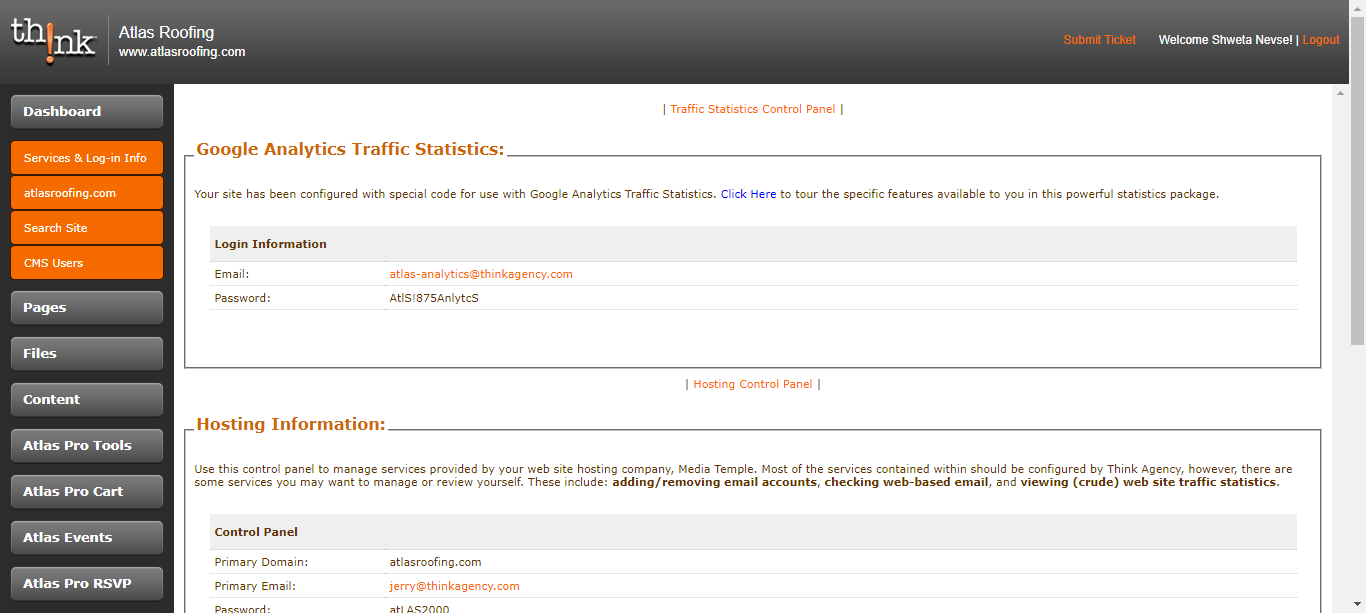 th!nk
Atlas Roofing
www.atlasroofing.com
Submit Ticket Welcome Shweta Nevse! | Logout
Dashboard
Services & Log-in Info
atlasroofing.com
Search Site
CMS Users
Pages
Files
Content
Atlas Pro Tools
Atlas Pro Cart
Atlas Events
Atlas Pro RSVP
| Traffic Statistics Control Panel |
Google Analytics Traffic Statistics:
Your site has been configured with special code for use with Google Analytics Traffic Statistics. Click Here to tour the specific features available to you in this powerful statistics package.
Login Information
Email: atlas-analytics@thinkagency.com
Password: AtlS!875AnlytcS
| Hosting Control Panel |
Hosting Information:
Use this control panel to manage services provided by your web site hosting company, Media Temple. Most of the services contained within should be configured by Think Agency, however, there are
some services you may want to manage or review yourself. These include: adding/removing email accounts, checking web-based email, and viewing (crude) web site traffic statistics.
Control Panel
Primary Domain: atlasroofing.com
Primary Email: jerry@thinkagency.com
Password: atLAS2000